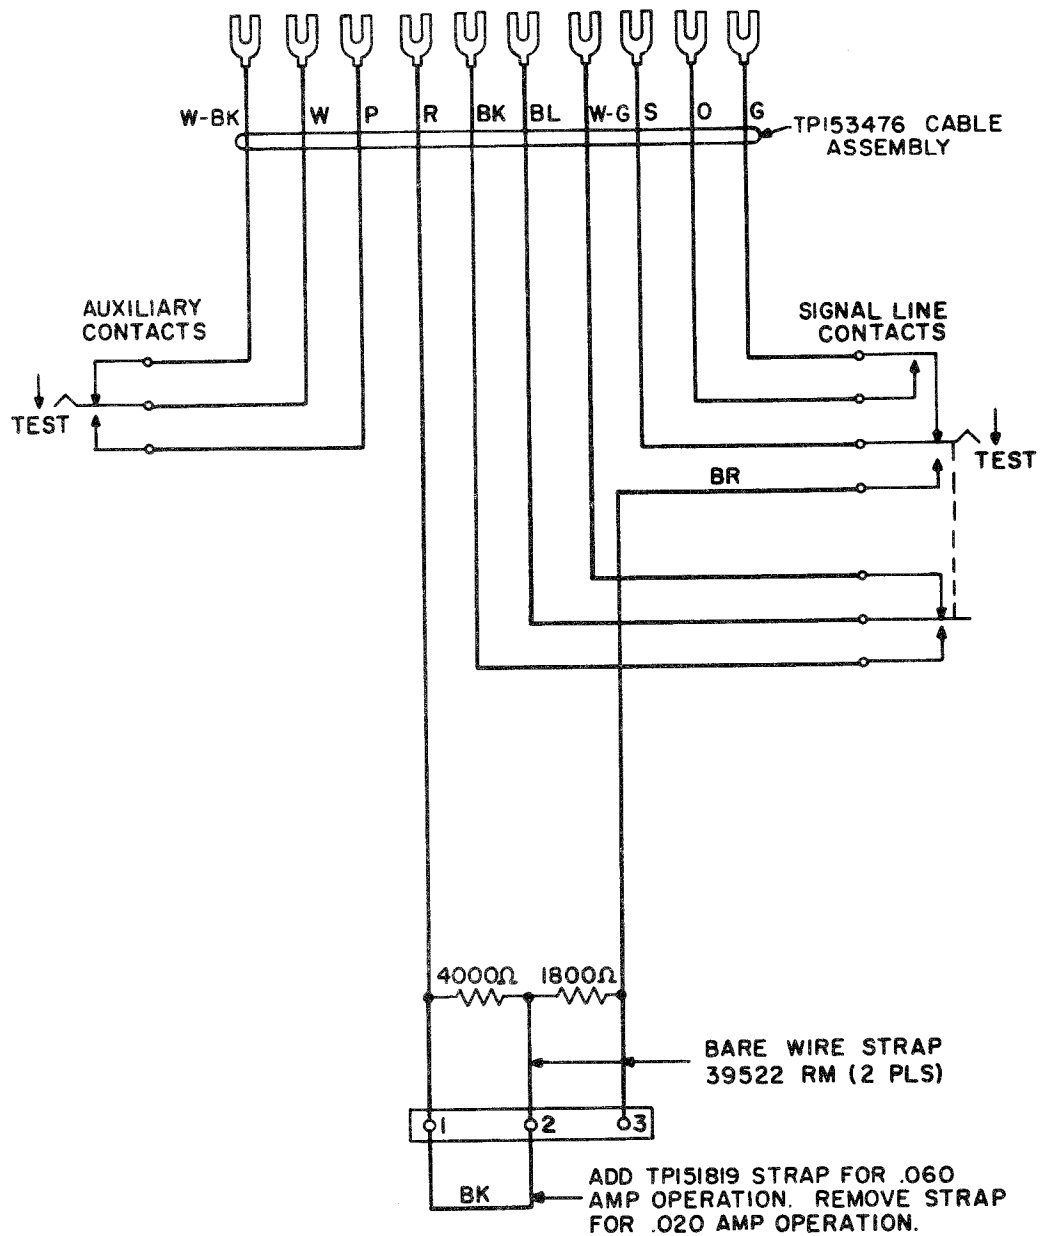 W-BK W P R BK BL W-G S O G
TP153476 CABLE
ASSEMBLY
AUXILIARY
CONTACTS
SIGNAL LINE
CONTACTS
TEST
TEST
BR
4000Ω 1800Ω
BARE WIRE STRAP
39522 RM (2 PLS)
1 2 3
BK
ADD TP151819 STRAP FOR .060
AMP OPERATION. REMOVE STRAP
FOR .020 AMP OPERATION.